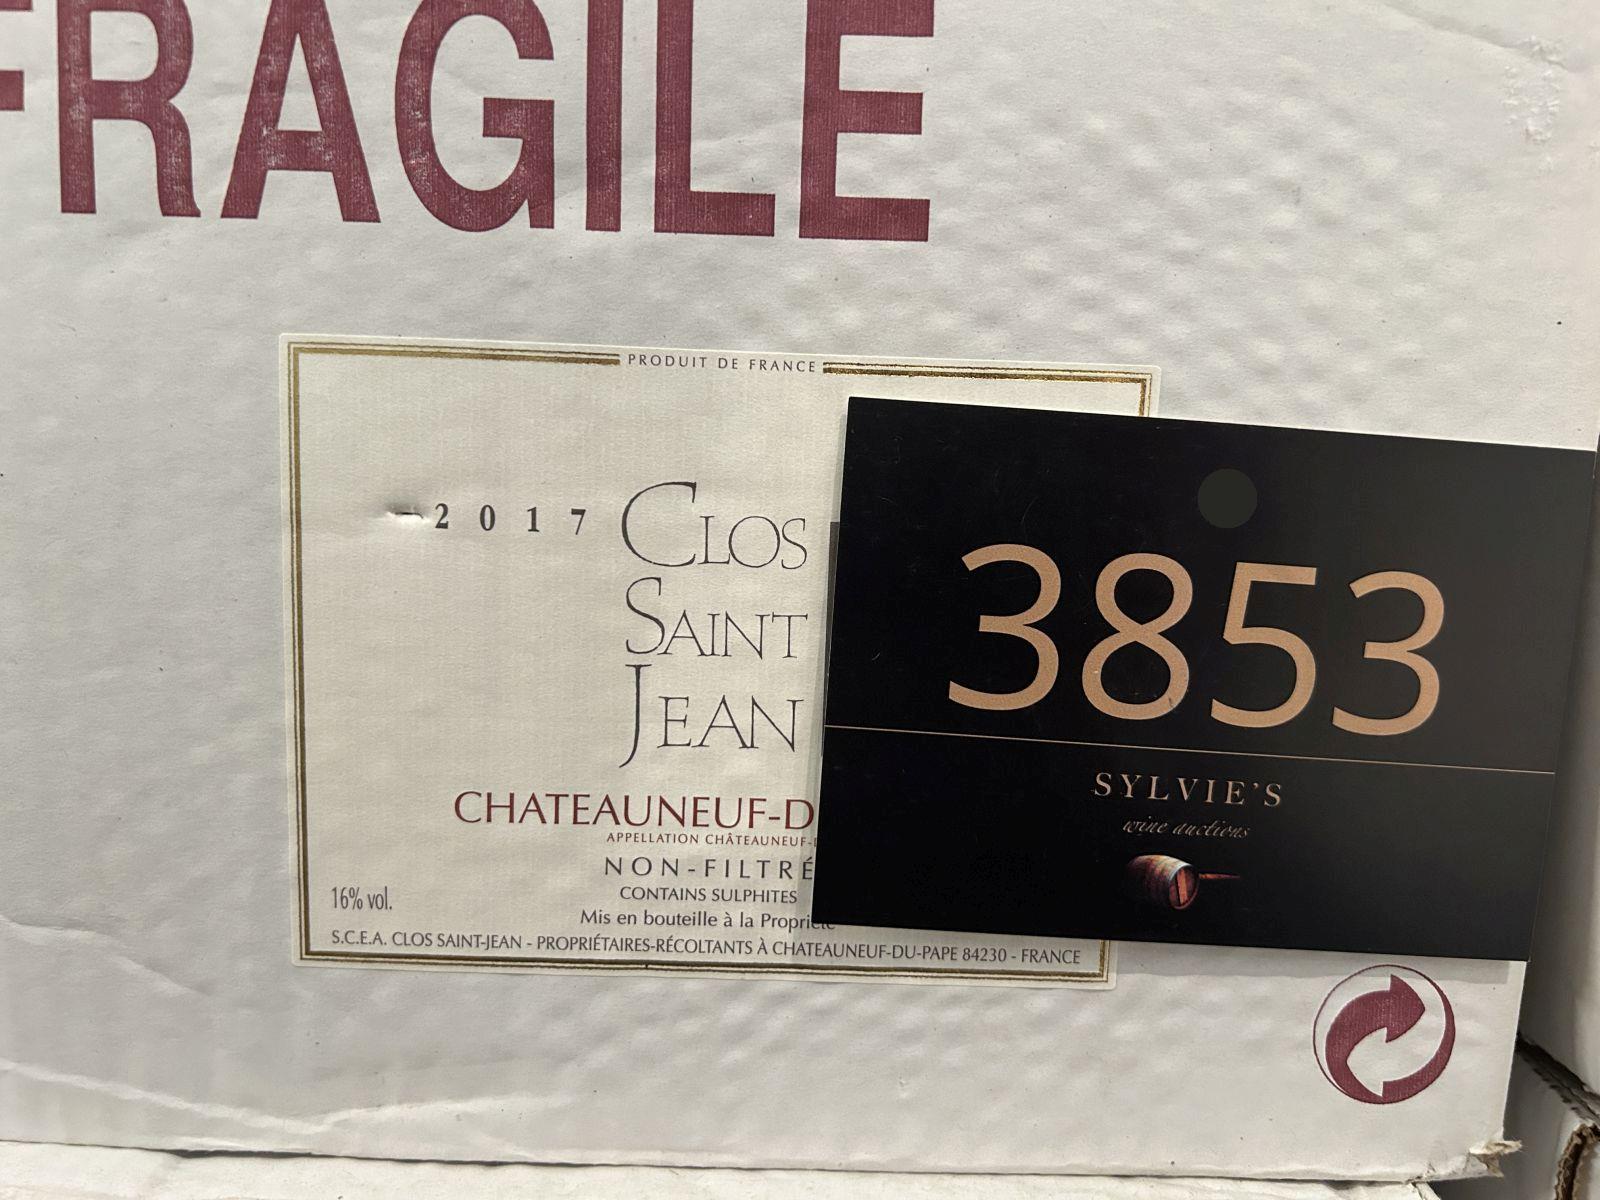 FRAGILE
PRODUIT DE FRANCE
2017
CLOS
SAINT
JEAN
CHATEAUNEUF-D
APPELLATION CHÂTEAUNEUF-
NON-FILTRÉ
CONTAINS SULPHITES
16% vol.
Mis en bouteille à la Propriété
S.C.E.A. CLOS SAINT-JEAN - PROPRIÉTAIRES-RÉCOLTANTS À CHATEAUNEUF-DU-PAPE 84230 - FRANCE
3853
SYLVIE'S
wine auctions